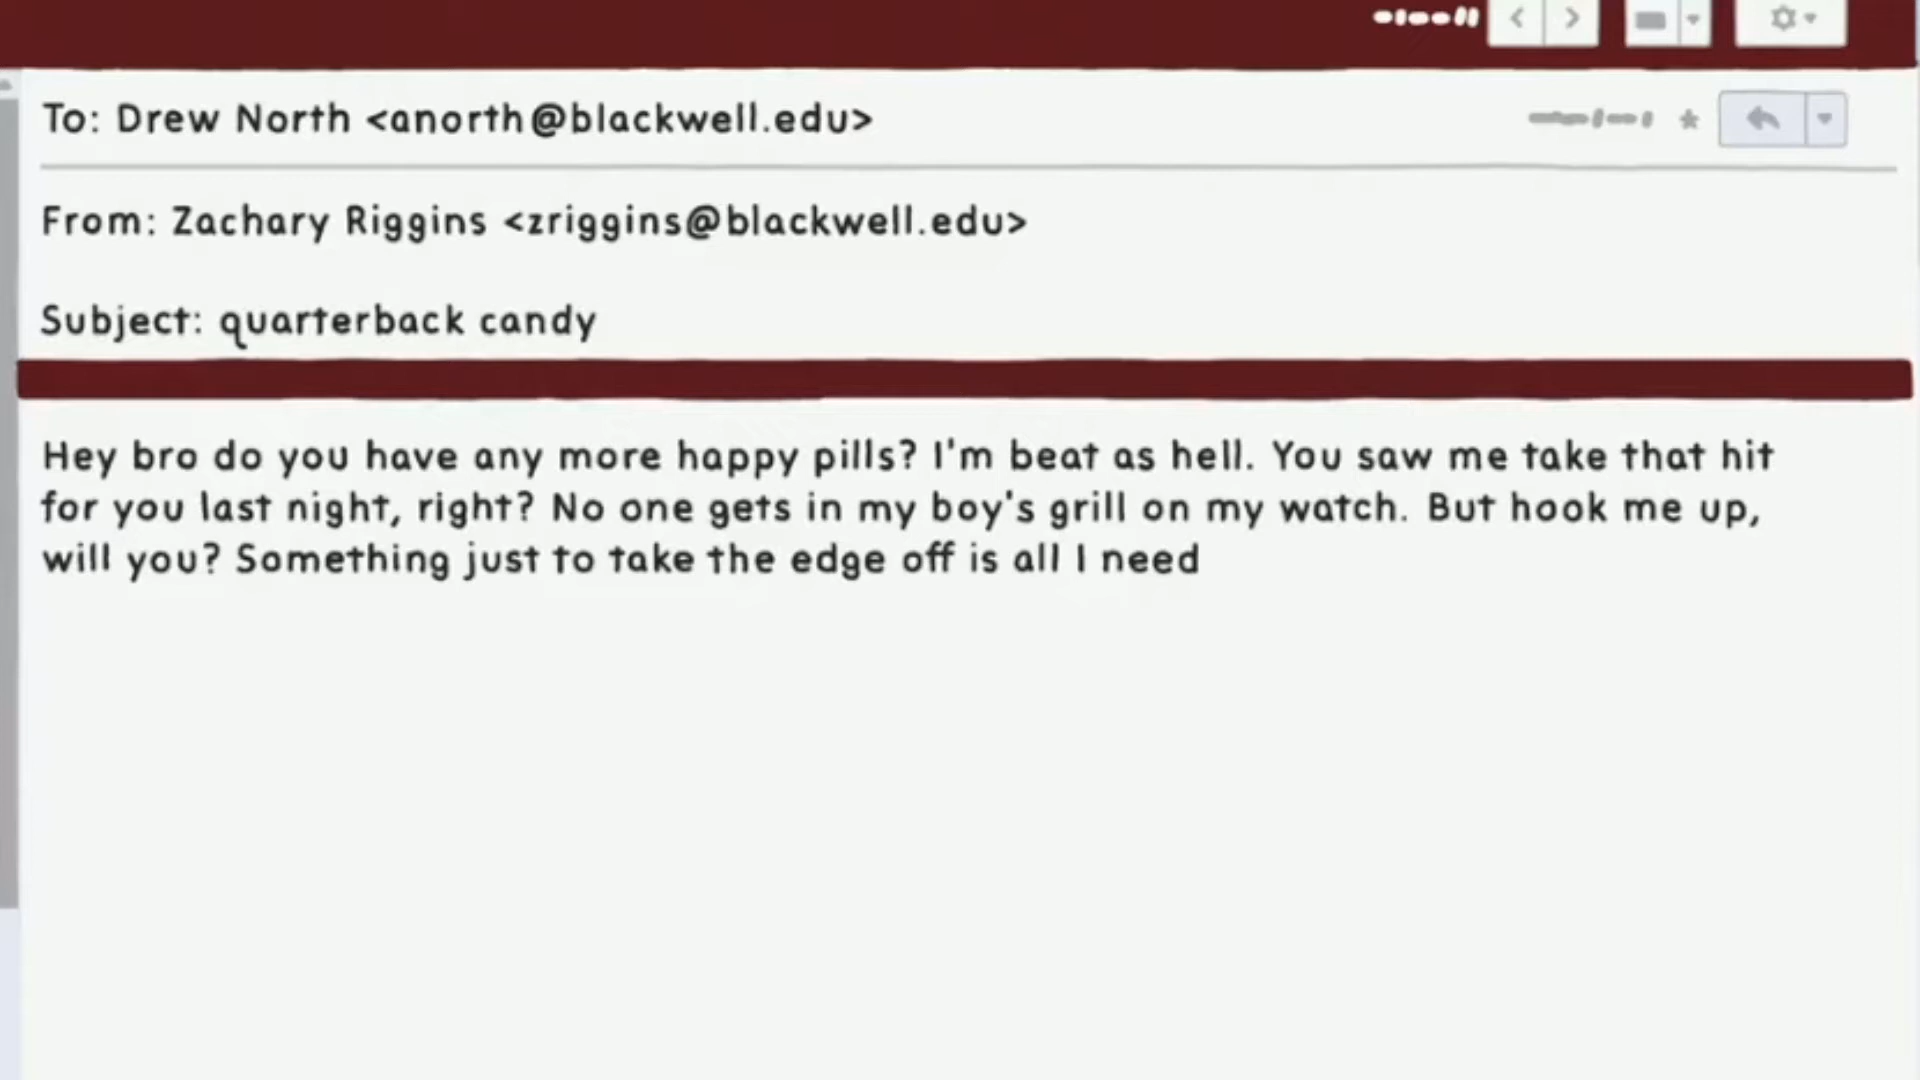 To: Drew North <anorth@blackwell.edu>
From: Zachary Riggins <zriggins@blackwell.edu>
Subject: quarterback candy
Hey bro do you have any more happy pills? I'm beat as hell. You saw me take that hit
for you last night, right? No one gets in my boy's grill on my watch. But hook me up,
will you? Something just to take the edge off is all I need